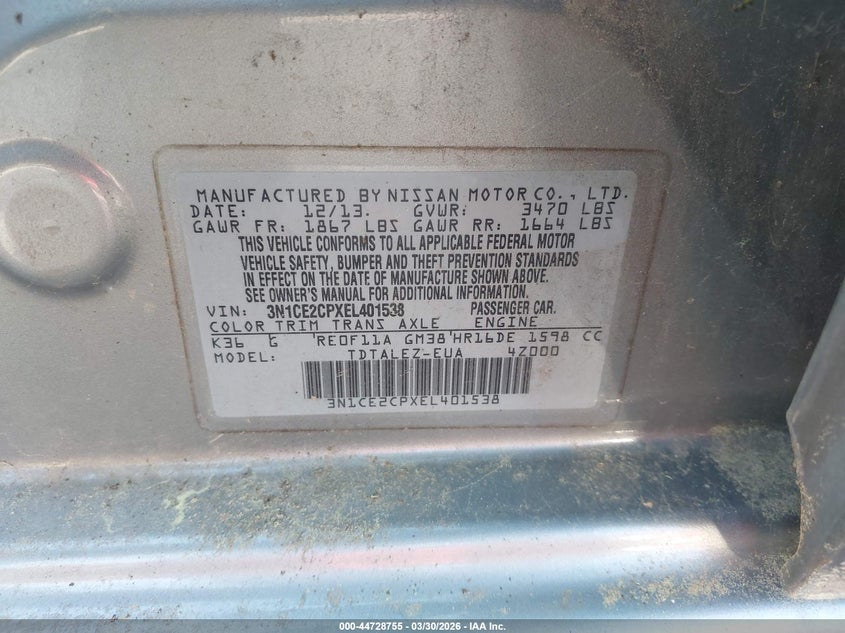 MANUFACTURED BY NISSAN MOTOR CO., LTD.
DATE: 12/13. GVWR: 3470 LBS
GAWR FR: 1867 LBS GAWR RR: 1664 LBS
THIS VEHICLE CONFORMS TO ALL APPLICABLE FEDERAL MOTOR
VEHICLE SAFETY, BUMPER AND THEFT PREVENTION STANDARDS
IN EFFECT ON THE DATE OF MANUFACTURE SHOWN ABOVE.
SEE OWNER'S MANUAL FOR ADDITIONAL INFORMATION.
VIN: 3N1CE2CPXEL401538 PASSENGER CAR.
COLOR TRIM TRANS AXLE ENGINE
K36 G RE0F11A GM38 HR16DE 1598 CC
MODEL: TDTALEZ-EUA 4Z000
3N1CE2CPXEL401538
000-44728755 - 03/30/2026 - IAA Inc.